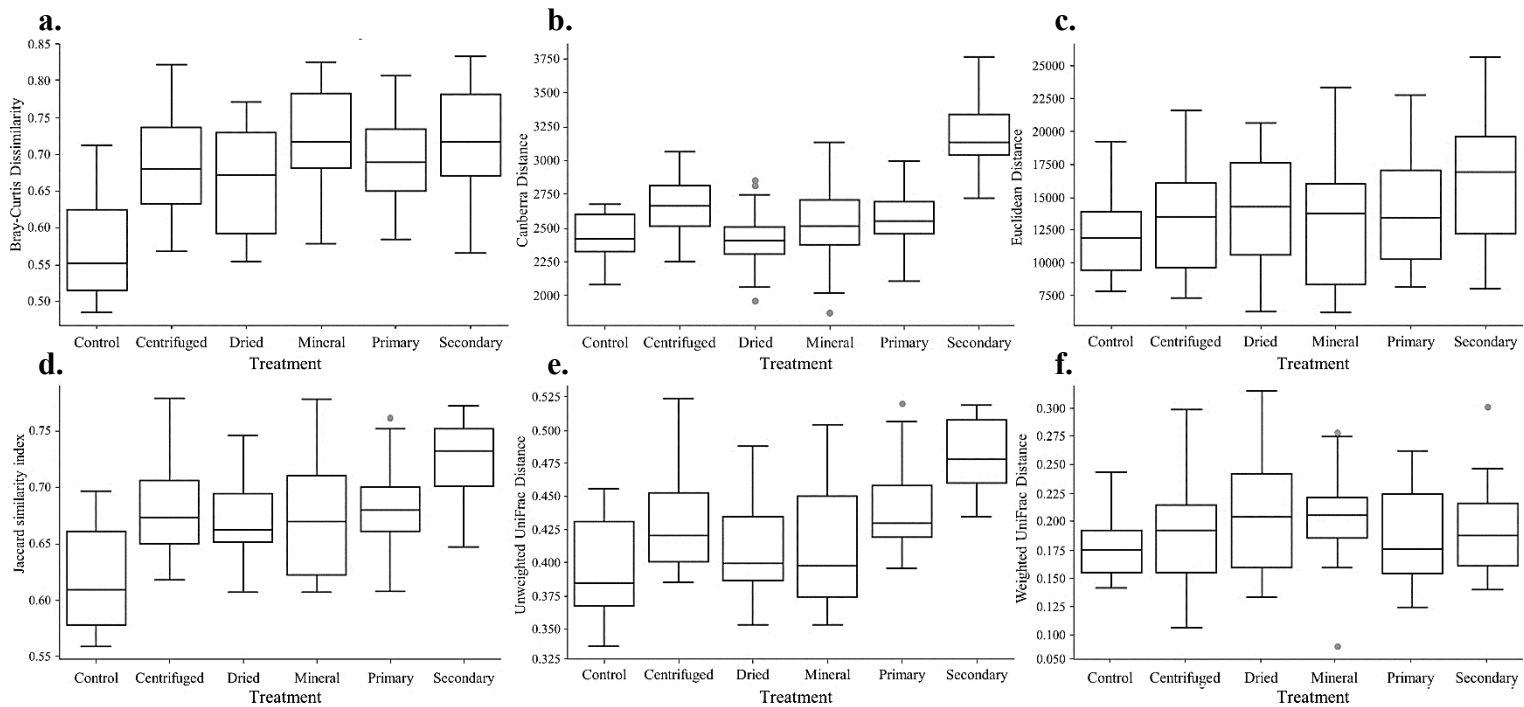 a.
0.85
0.80
0.75
0.70
0.65
0.60
0.55
0.50
Bray-Curtis Dissimilarity
Control Centrifuged Dried Mineral Primary Secondary
Treatment
b.
3750
3500
3250
3000
2750
2500
2250
2000
Canberra Distance
Control Centrifuged Dried Mineral Primary Secondary
Treatment
c.
25000
22500
20000
17500
15000
12500
10000
7500
Euclidean Distance
Control Centrifuged Dried Mineral Primary Secondary
Treatment
d.
0.75
0.70
0.65
0.60
0.55
Jaccard similarity index
Control Centrifuged Dried Mineral Primary Secondary
Treatment
e.
0.525
0.500
0.475
0.450
0.425
0.400
0.375
0.350
0.325
Unweighted UniFrac Distance
Control Centrifuged Dried Mineral Primary Secondary
Treatment
f.
0.300
0.275
0.250
0.225
0.200
0.175
0.150
0.125
0.100
0.050
Weighted UniFrac Distance
Control Centrifuged Dried Mineral Primary Secondary
Treatment